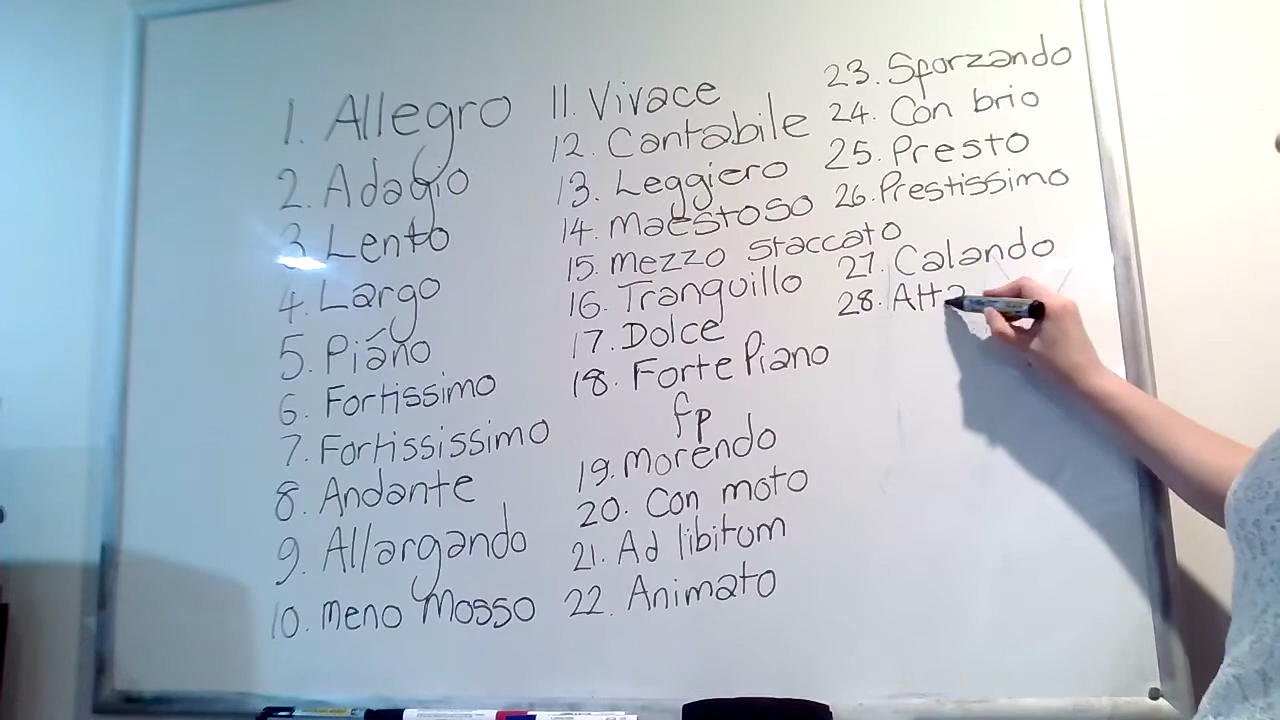 1. Allegro
2. Adagio
3. Lento
4. Largo
5. Piano
6. Fortissimo
7. Fortississimo
8. Andante
9. Allargando
10. Meno Mosso
11. Vivace
12. Cantabile
13. Leggiero
14. Maestoso
15. Mezzo Staccato
16. Tranquillo
17. Dolce
18. Forte Piano
fp
19. Morendo
20. Con moto
21. Ad libitum
22. Animato
23. Sforzando
24. Con brio
25. Presto
26. Prestissimo
27. Calando
28.